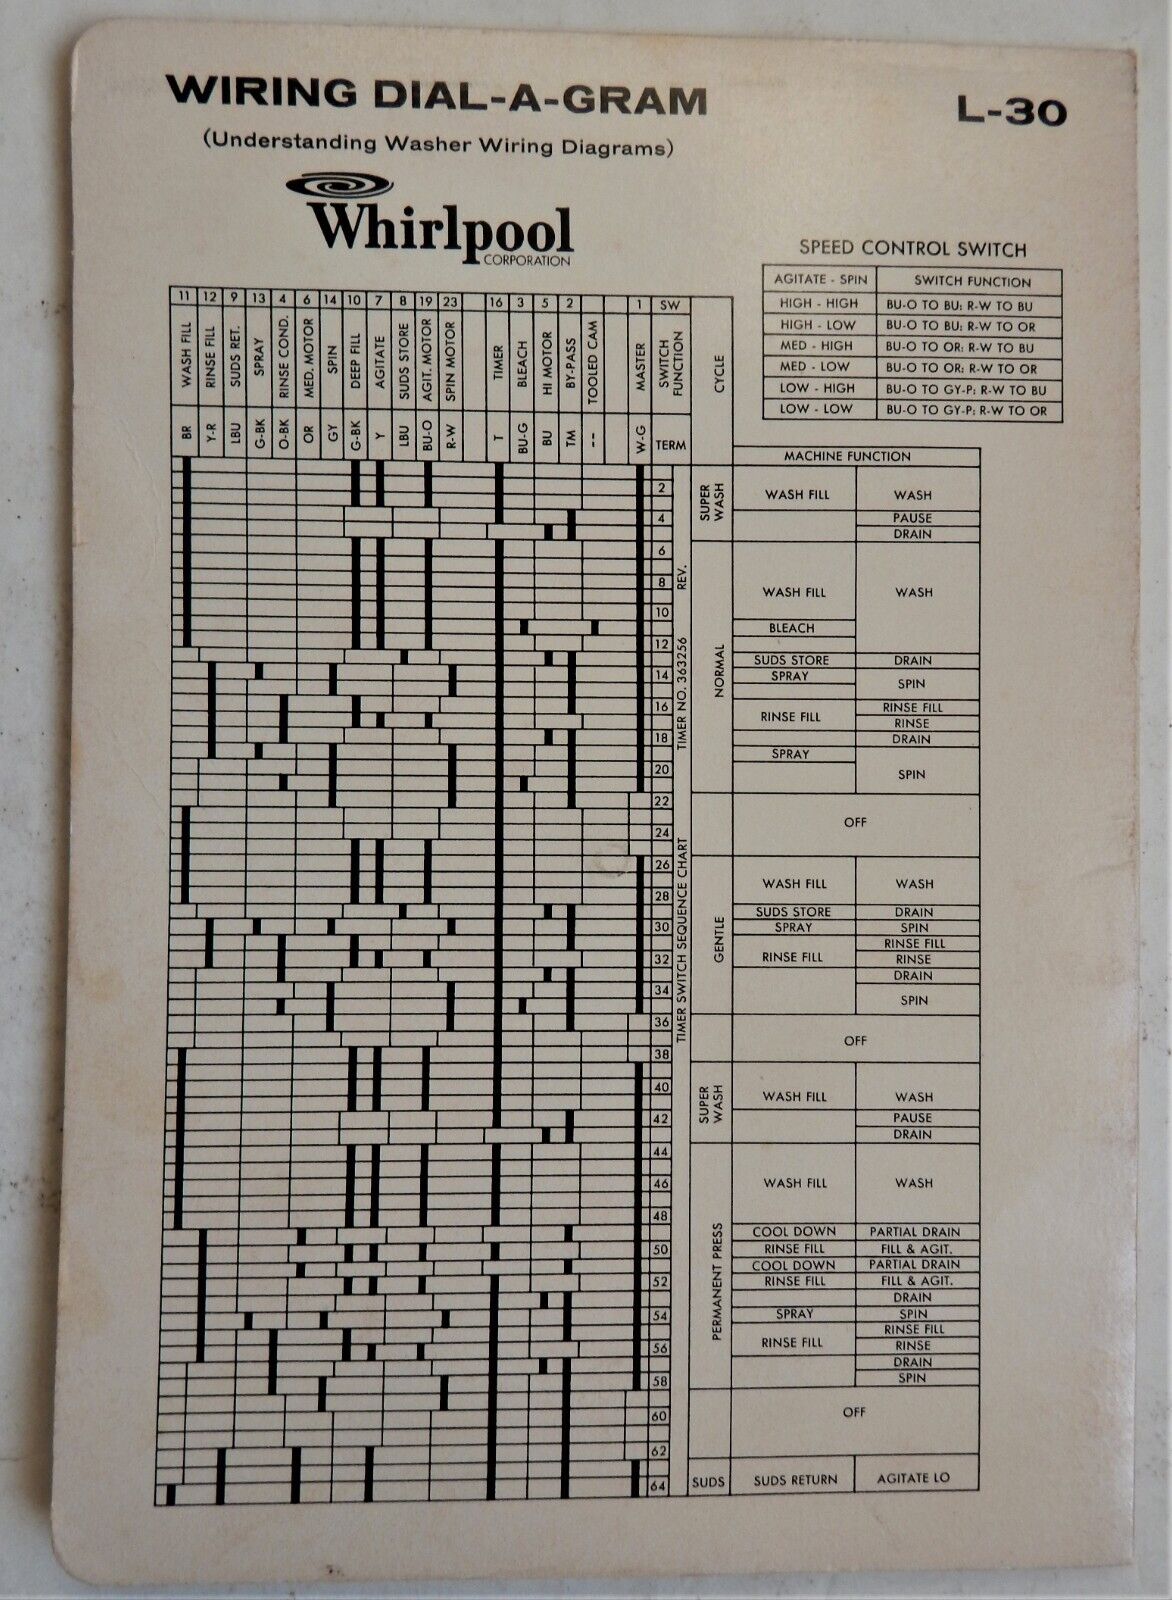 WIRING DIAL-A-GRAM
L-30
(Understanding Washer Wiring Diagrams)
Whirlpool
CORPORATION
SPEED CONTROL SWITCH
AGITATE - SPIN SWITCH FUNCTION
HIGH - HIGH BU-O TO BU; R-W TO BU
HIGH - LOW BU-O TO BU; R-W TO OR
MED - HIGH BU-O TO OR; R-W TO BU
MED - LOW BU-O TO OR; R-W TO OR
LOW - HIGH BU-O TO GY-P; R-W TO BU
LOW - LOW BU-O TO GY-P; R-W TO OR
11 12 9 13 4 6 14 10 7 8 19 23 16 3 5 2 1 SW
WASH FILL
RINSE FILL
SUDS RET.
SPRAY
RINSE COND.
MED. MOTOR
SPIN
DEEP FILL
AGITATE
SUDS STORE
AGIT. MOTOR
SPIN MOTOR
TIMER
BLEACH
HI MOTOR
BY-PASS
TOOLED CAM
MASTER
SWITCH FUNCTION
CYCLE
BR Y-R LBU G-BK O-BK OR GY G-BK Y LBU BU-O R-W T BU-G BU TM -- W-G TERM
MACHINE FUNCTION
2
4
6
8
10
12
14
16
18
20
22
24
26
28
30
32
34
36
38
40
42
44
46
48
50
52
54
56
58
60
62
64
TIMER SWITCH SEQUENCE CHART TIMER NO. 363256 REV.
SUPER WASH
WASH FILL WASH
PAUSE
DRAIN
NORMAL
WASH FILL WASH
BLEACH
SUDS STORE DRAIN
SPRAY
SPIN
RINSE FILL
RINSE FILL
RINSE
DRAIN
SPRAY
SPIN
OFF
GENTLE
WASH FILL WASH
SUDS STORE DRAIN
SPRAY SPIN
RINSE FILL
RINSE FILL RINSE
DRAIN
SPIN
OFF
SUPER WASH
WASH FILL WASH
PAUSE
DRAIN
PERMANENT PRESS
WASH FILL WASH
COOL DOWN PARTIAL DRAIN
RINSE FILL FILL & AGIT.
COOL DOWN PARTIAL DRAIN
RINSE FILL FILL & AGIT.
DRAIN
SPRAY SPIN
RINSE FILL
RINSE FILL RINSE
DRAIN
SPIN
OFF
SUDS SUDS RETURN AGITATE LO